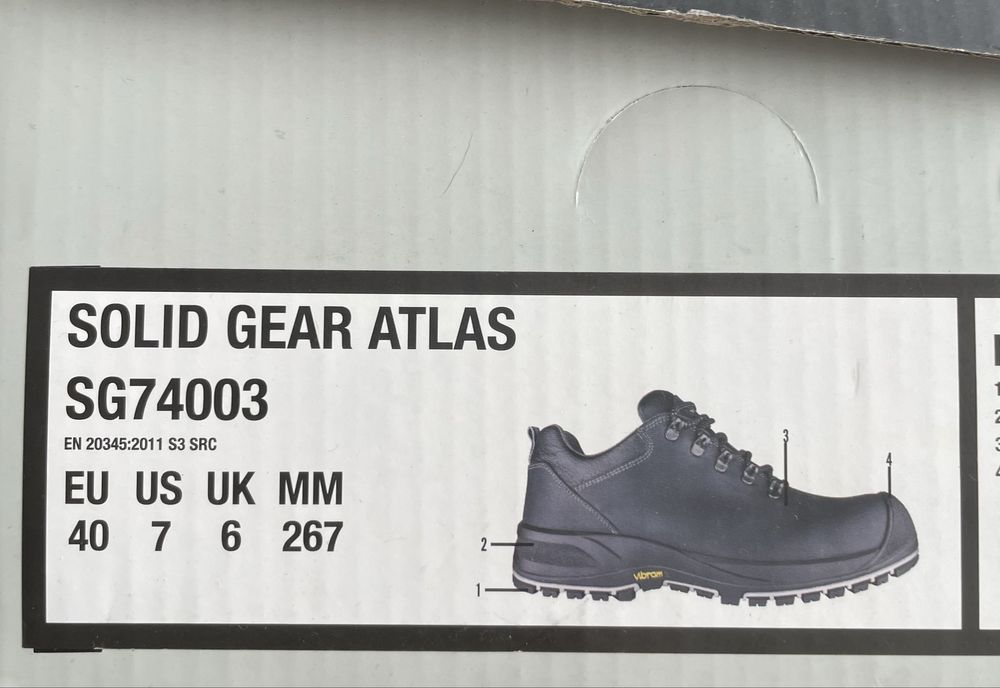 SOLID GEAR ATLAS
SG74003
EN 20345:2011 S3 SRC
EU US UK MM
40 7 6 267
3
4
2
1
vibram